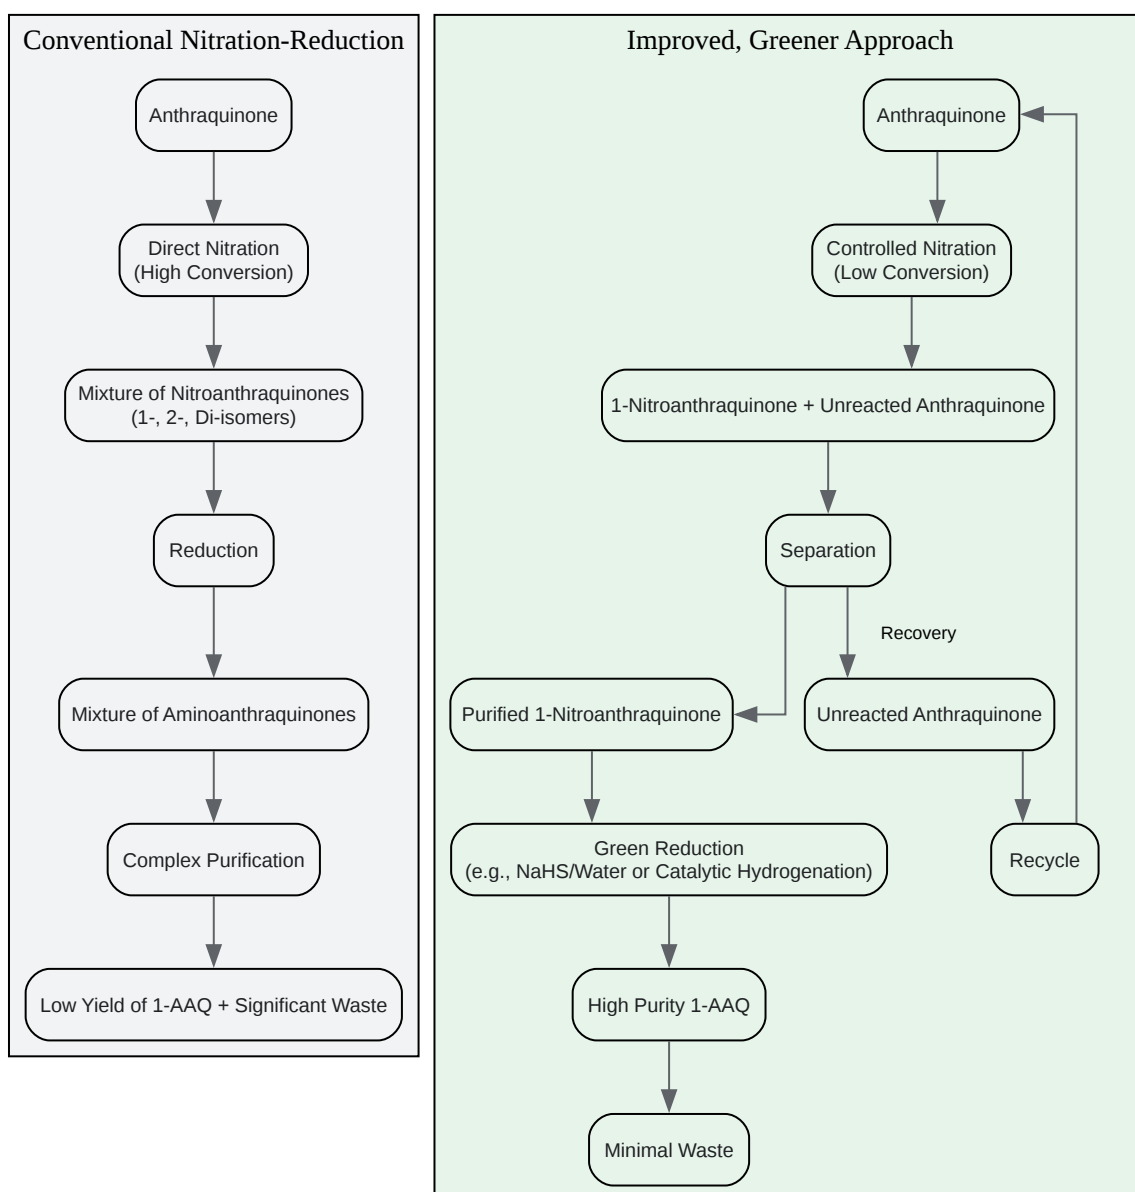 Conventional Nitration-Reduction
Anthraquinone
Direct Nitration
(High Conversion)
Mixture of Nitroanthraquinones
(1-, 2-, Di-isomers)
Reduction
Mixture of Aminoanthraquinones
Complex Purification
Low Yield of 1-AAQ + Significant Waste
Improved, Greener Approach
Anthraquinone
Controlled Nitration
(Low Conversion)
1-Nitroanthraquinone + Unreacted Anthraquinone
Separation
Recovery
Purified 1-Nitroanthraquinone
Unreacted Anthraquinone
Green Reduction
(e.g., NaHS/Water or Catalytic Hydrogenation)
Recycle
High Purity 1-AAQ
Minimal Waste